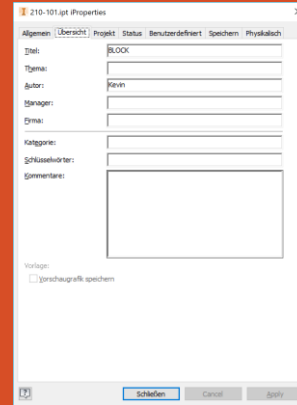 210-101.ipt iProperties
Allgemein Übersicht Projekt Status Benutzerdefiniert Speichern Physikalisch
Titel: BLOCK
Thema:
Autor: Kevin
Manager:
Firma:
Kategorie:
Schlüsselwörter:
Kommentare:
Vorlage:
Vorschaugrafik speichern
Schließen Cancel Apply